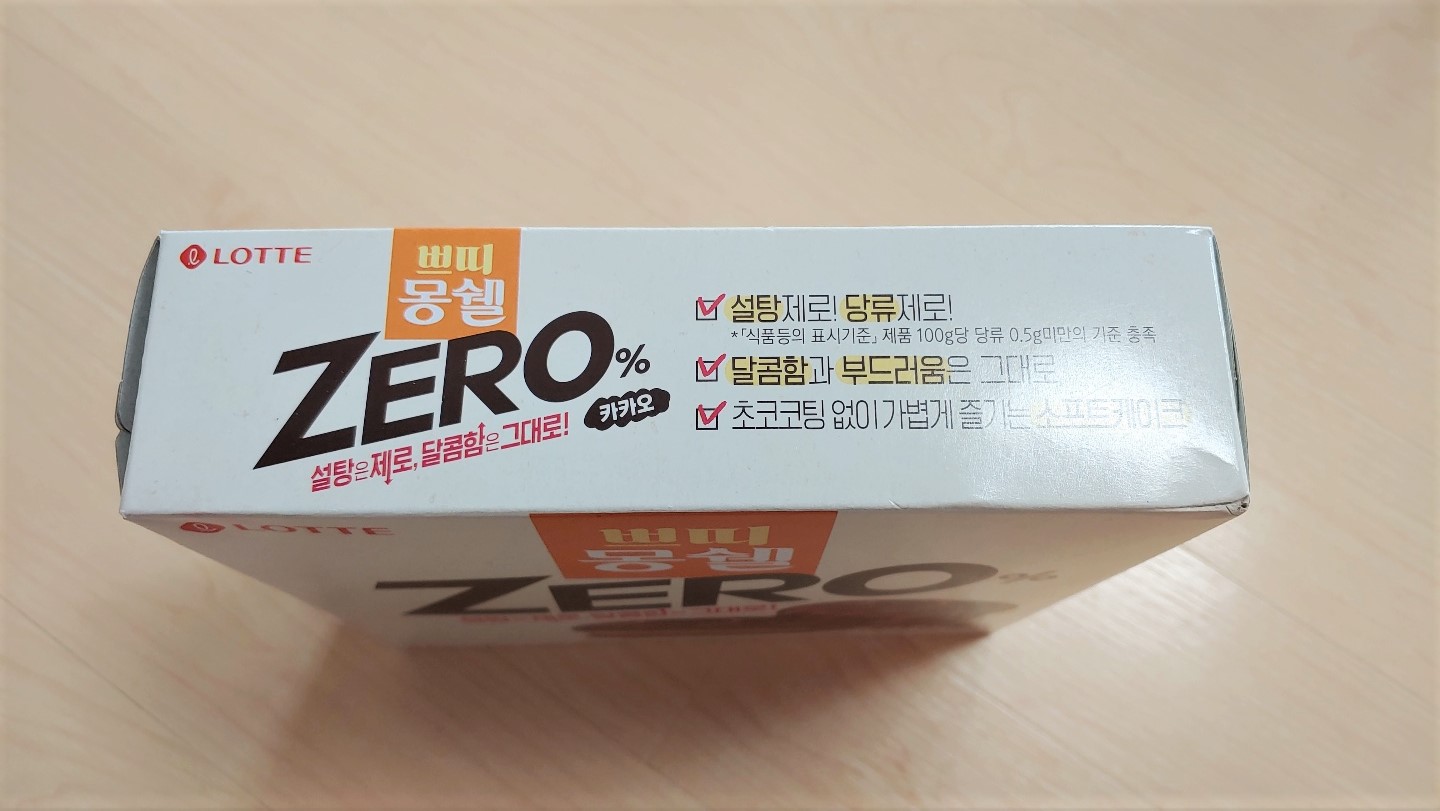 LOTTE
쁘띠
몽쉘
ZERO%
카카오
설탕은제로, 달콤함은그대로!
설탕제로! 당류제로!
*「식품등의 표시기준」 제품 100g당 당류 0.5g미만의 기준 충족
달콤함과 부드러움은 그대로
초코코팅 없이 가볍게 즐기는 소프트케이크
LOTTE
쁘띠
몽쉘
ZERO%